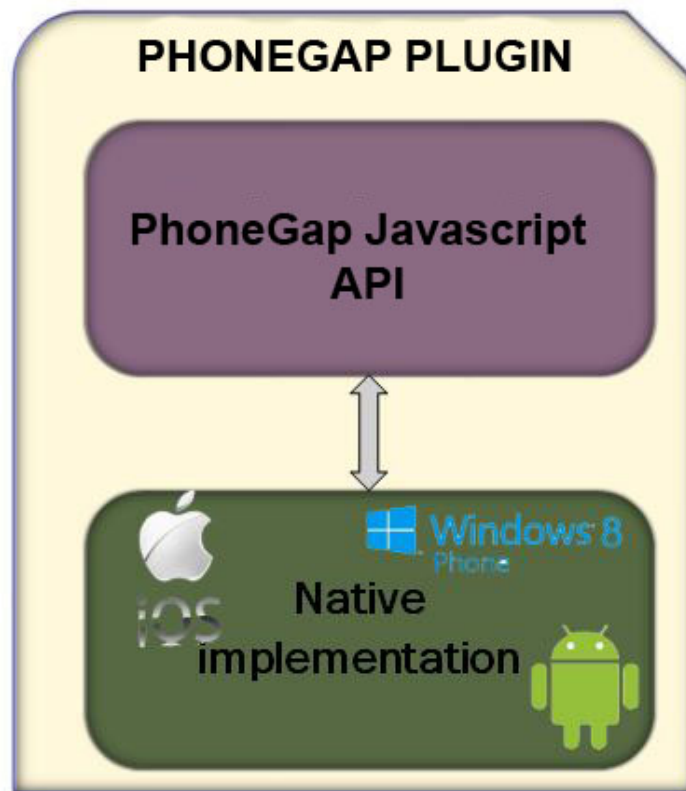 PHONEGAP PLUGIN
PhoneGap Javascript
API
Windows 8
Phone
iOS
Native
implementation